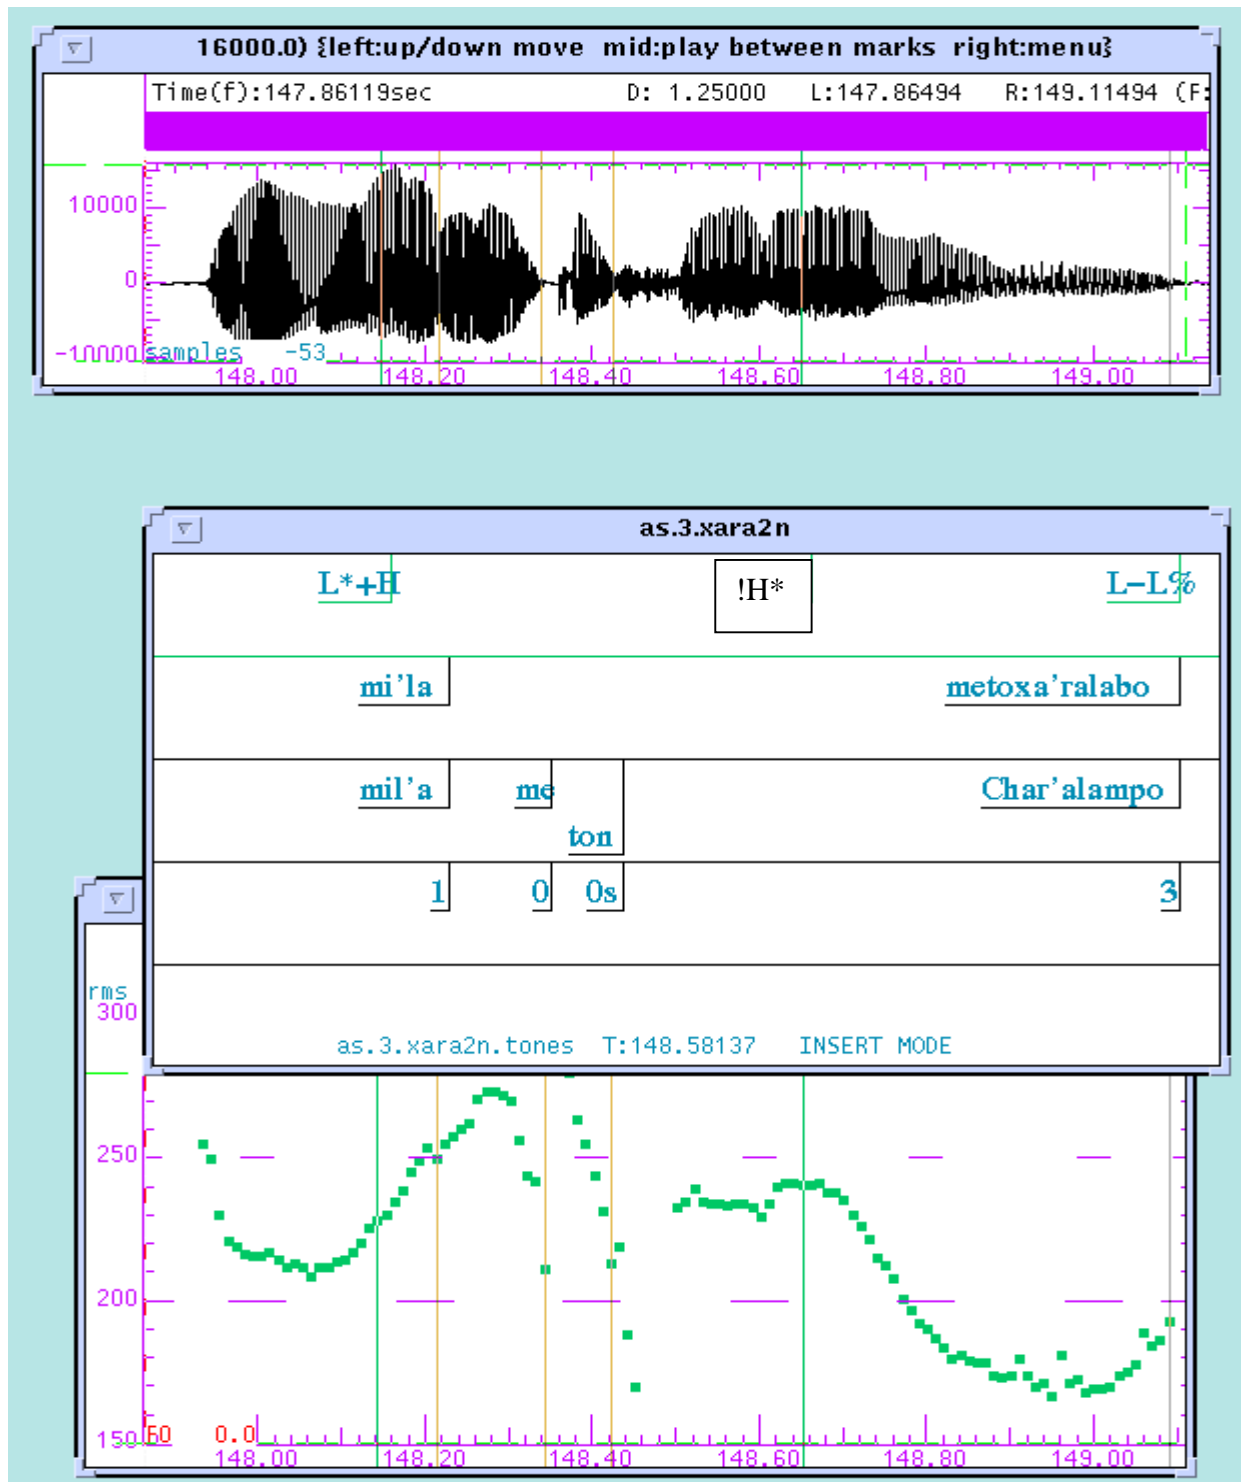 16000.0) {left:up/down move mid:play between marks right:menu}
Time(f):147.86119sec D: 1.25000 L:147.86494 R:149.11494 (F:
10000
0
-10000
samples -53
148.00 148.20 148.40 148.60 148.80 149.00
as.3.xara2n
L*+H !H* L-L%
mi'la metoxa'ralabo
mil'a me Char'alampo
ton
1 0 0s 3
rms
300
as.3.xara2n.tones T:148.58137 INSERT MODE
250
200
150 60 0.0
148.00 148.20 148.40 148.60 148.80 149.00